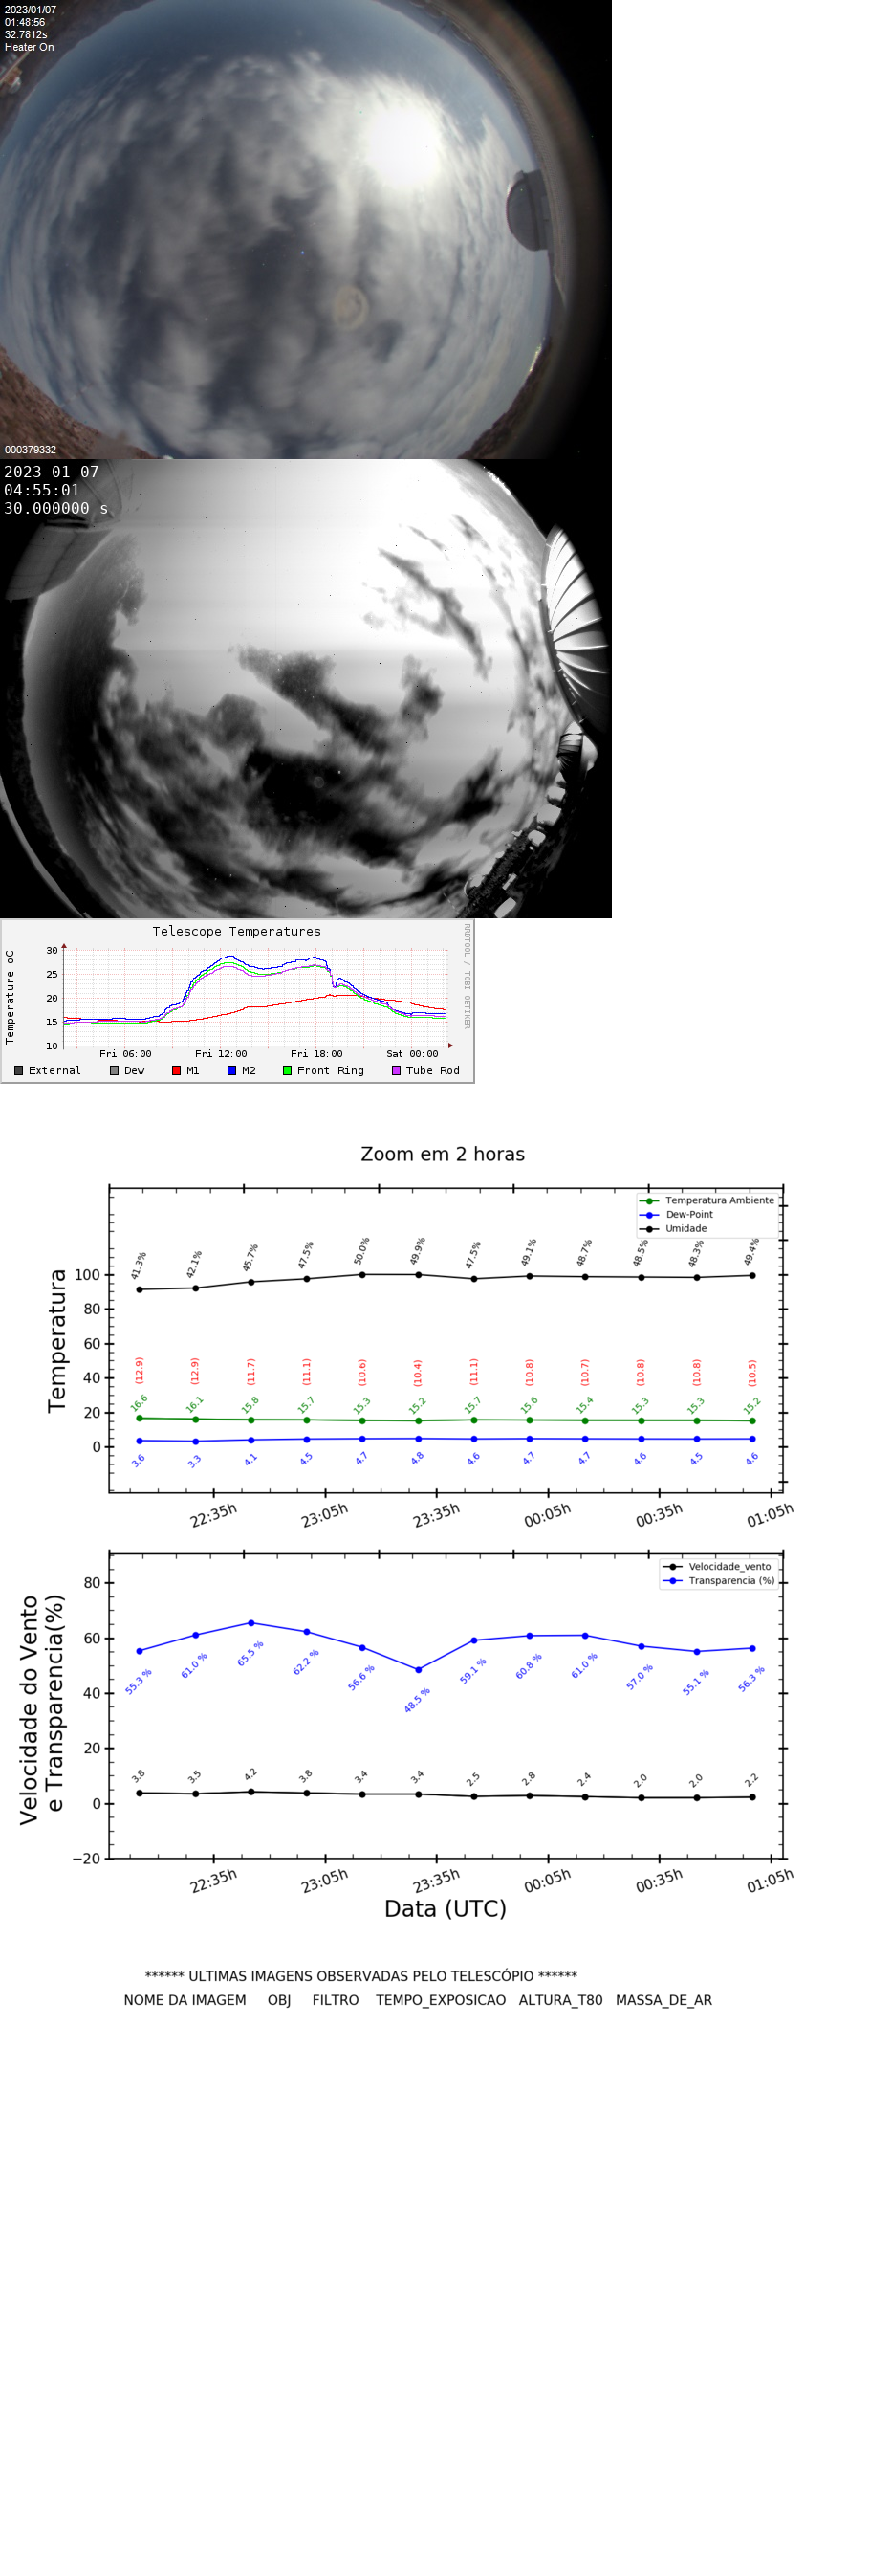 2023/01/07
01:48:56
32.7812s
Heater On
000379332
2023-01-07
04:55:01
30.000000 s
Telescope Temperatures
RRDTOOL / TOBI OETIKER
Temperature oC
30
25
20
15
10
Fri 06:00 Fri 12:00 Fri 18:00 Sat 00:00
External Dew M1 M2 Front Ring Tube Rod
Zoom em 2 horas
Temperatura Ambiente
Dew-Point
Umidade
Temperatura
100
80
60
40
20
0
41.3% 42.1% 45.7% 47.5% 50.0% 49.9% 47.5% 49.1% 48.7% 48.5% 48.3% 49.4%
(12.9) (12.9) (11.7) (11.1) (10.6) (10.4) (11.1) (10.8) (10.7) (10.8) (10.8) (10.5)
16.6 16.1 15.8 15.7 15.3 15.2 15.7 15.6 15.4 15.3 15.3 15.2
3.6 3.3 4.1 4.5 4.7 4.8 4.6 4.7 4.7 4.6 4.5 4.6
22:35h 23:05h 23:35h 00:05h 00:35h 01:05h
Velocidade_vento
Transparencia (%)
Velocidade do Vento
e Transparencia(%)
80
60
40
20
0
−20
55.3 % 61.0 % 65.5 % 62.2 % 56.6 % 48.5 % 59.1 % 60.8 % 61.0 % 57.0 % 55.1 % 56.3 %
3.8 3.5 4.2 3.8 3.4 3.4 2.5 2.8 2.4 2.0 2.0 2.2
22:35h 23:05h 23:35h 00:05h 00:35h 01:05h
Data (UTC)
****** ULTIMAS IMAGENS OBSERVADAS PELO TELESCÓPIO ******
NOME DA IMAGEM OBJ FILTRO TEMPO_EXPOSICAO ALTURA_T80 MASSA_DE_AR